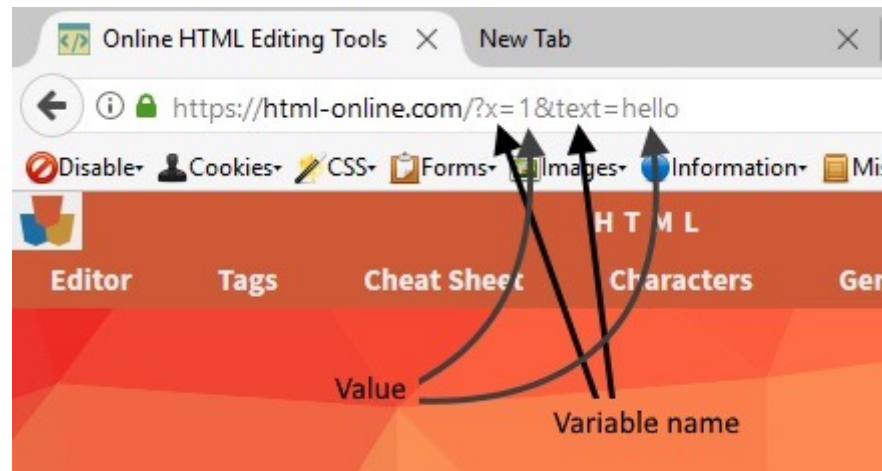 Online HTML Editing Tools New Tab
https://html-online.com/?x=1&text=hello
Disable Cookies CSS Forms Images Information
HTML
Editor Tags Cheat Sheet Characters
Value
Variable name